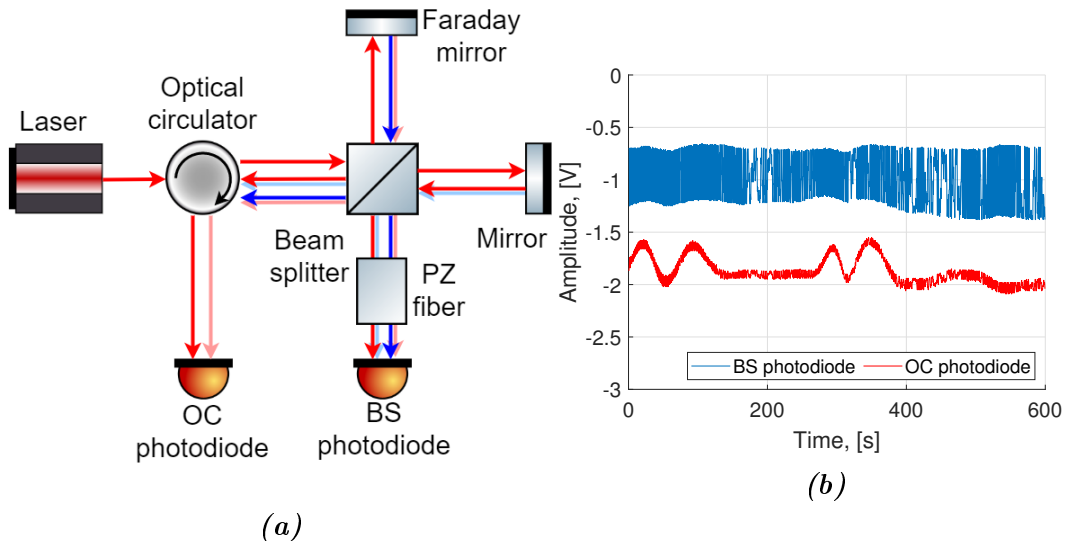 Faraday
mirror
Optical
circulator
Laser
Beam
splitter
Mirror
PZ
fiber
OC
photodiode
BS
photodiode
(a)
0
-0.5
-1
-1.5
-2
-2.5
-3
Amplitude, [V]
BS photodiode
OC photodiode
0
200
400
600
Time, [s]
(b)